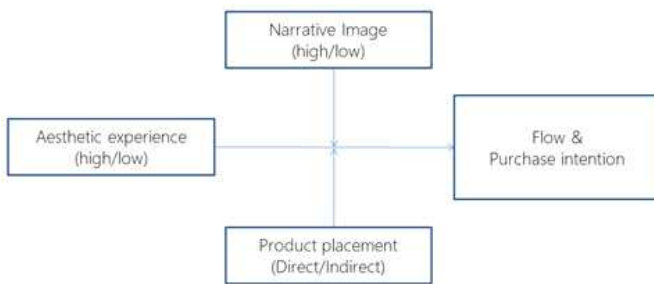 Narrative Image
(high/low)
Aesthetic experience
(high/low)
Flow &
Purchase intention
Product placement
(Direct/Indirect)